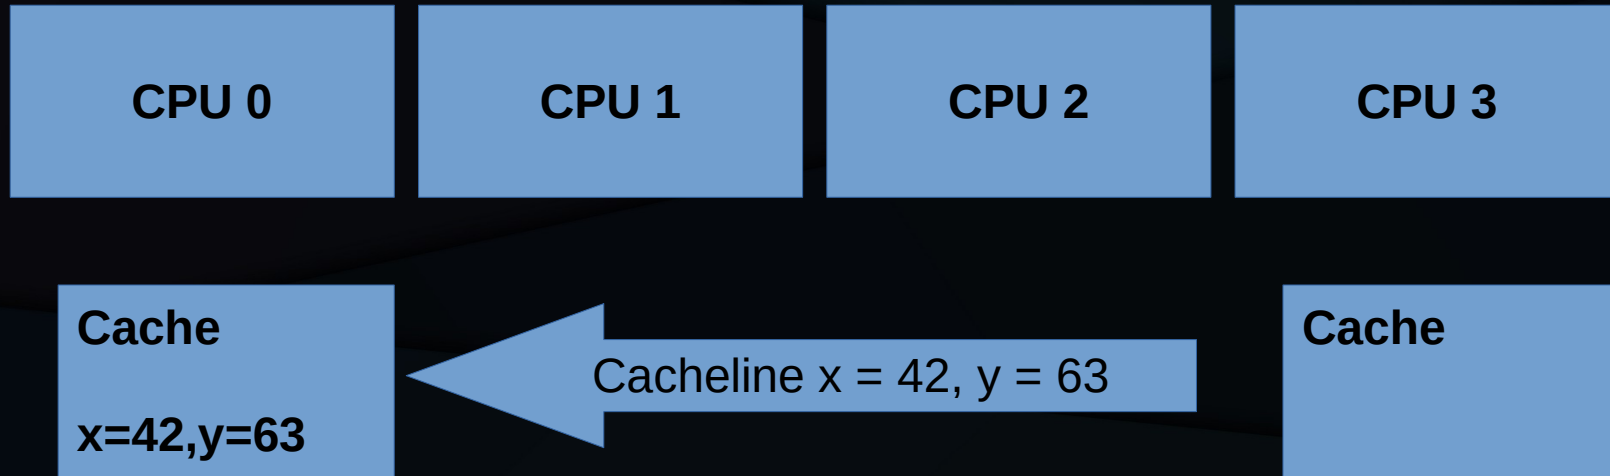 CPU 0
CPU 1
CPU 2
CPU 3
Cache
x=42,y=63
Cacheline x = 42, y = 63
Cache